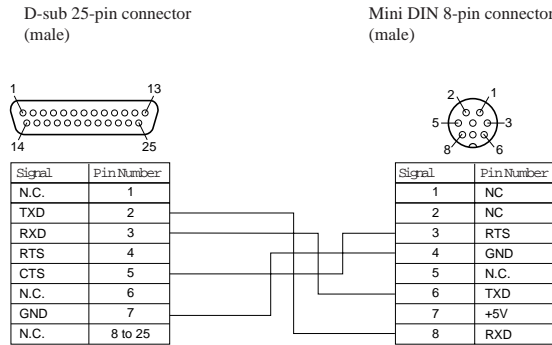 D-sub 25-pin connector
(male)
Mini DIN 8-pin connector
(male)
1 13
14 25
2 1
5 3
8 6
Signal Pin Number
N.C. 1
TXD 2
RXD 3
RTS 4
CTS 5
N.C. 6
GND 7
N.C. 8 to 25
Signal Pin Number
1 NC
2 NC
3 RTS
4 GND
5 N.C.
6 TXD
7 +5V
8 RXD